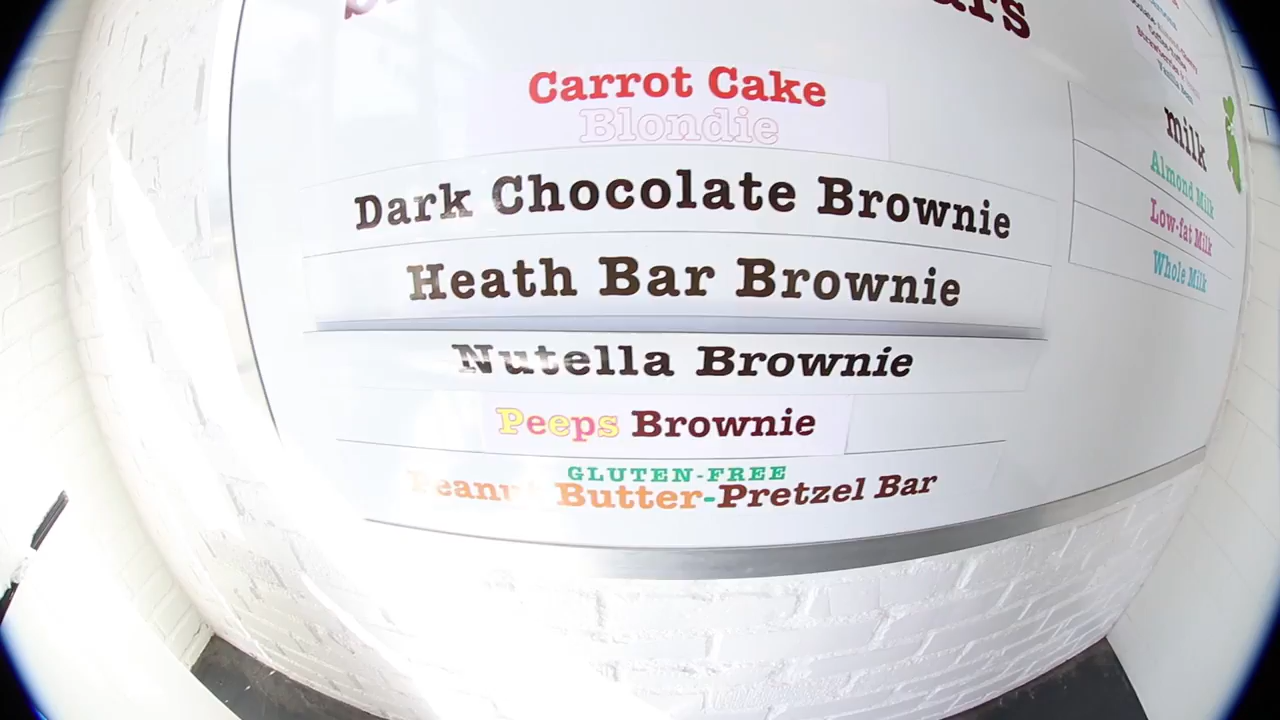 Carrot Cake
Blondie
Dark Chocolate Brownie
Heath Bar Brownie
Nutella Brownie
Peeps Brownie
GLUTEN-FREE
Peanut Butter-Pretzel Bar
milk
Almond Milk
Low-fat Milk
Whole Milk